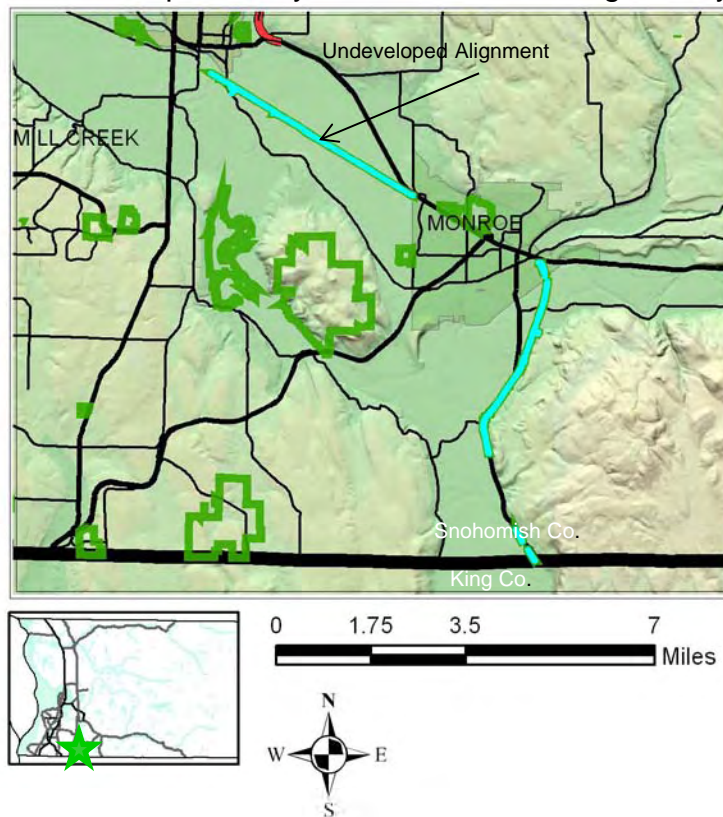 Undeveloped Alignment
MILL CREEK
MONROE
Snohomish Co.
King Co.
0 1.75 3.5 7
Miles
N
W E
S